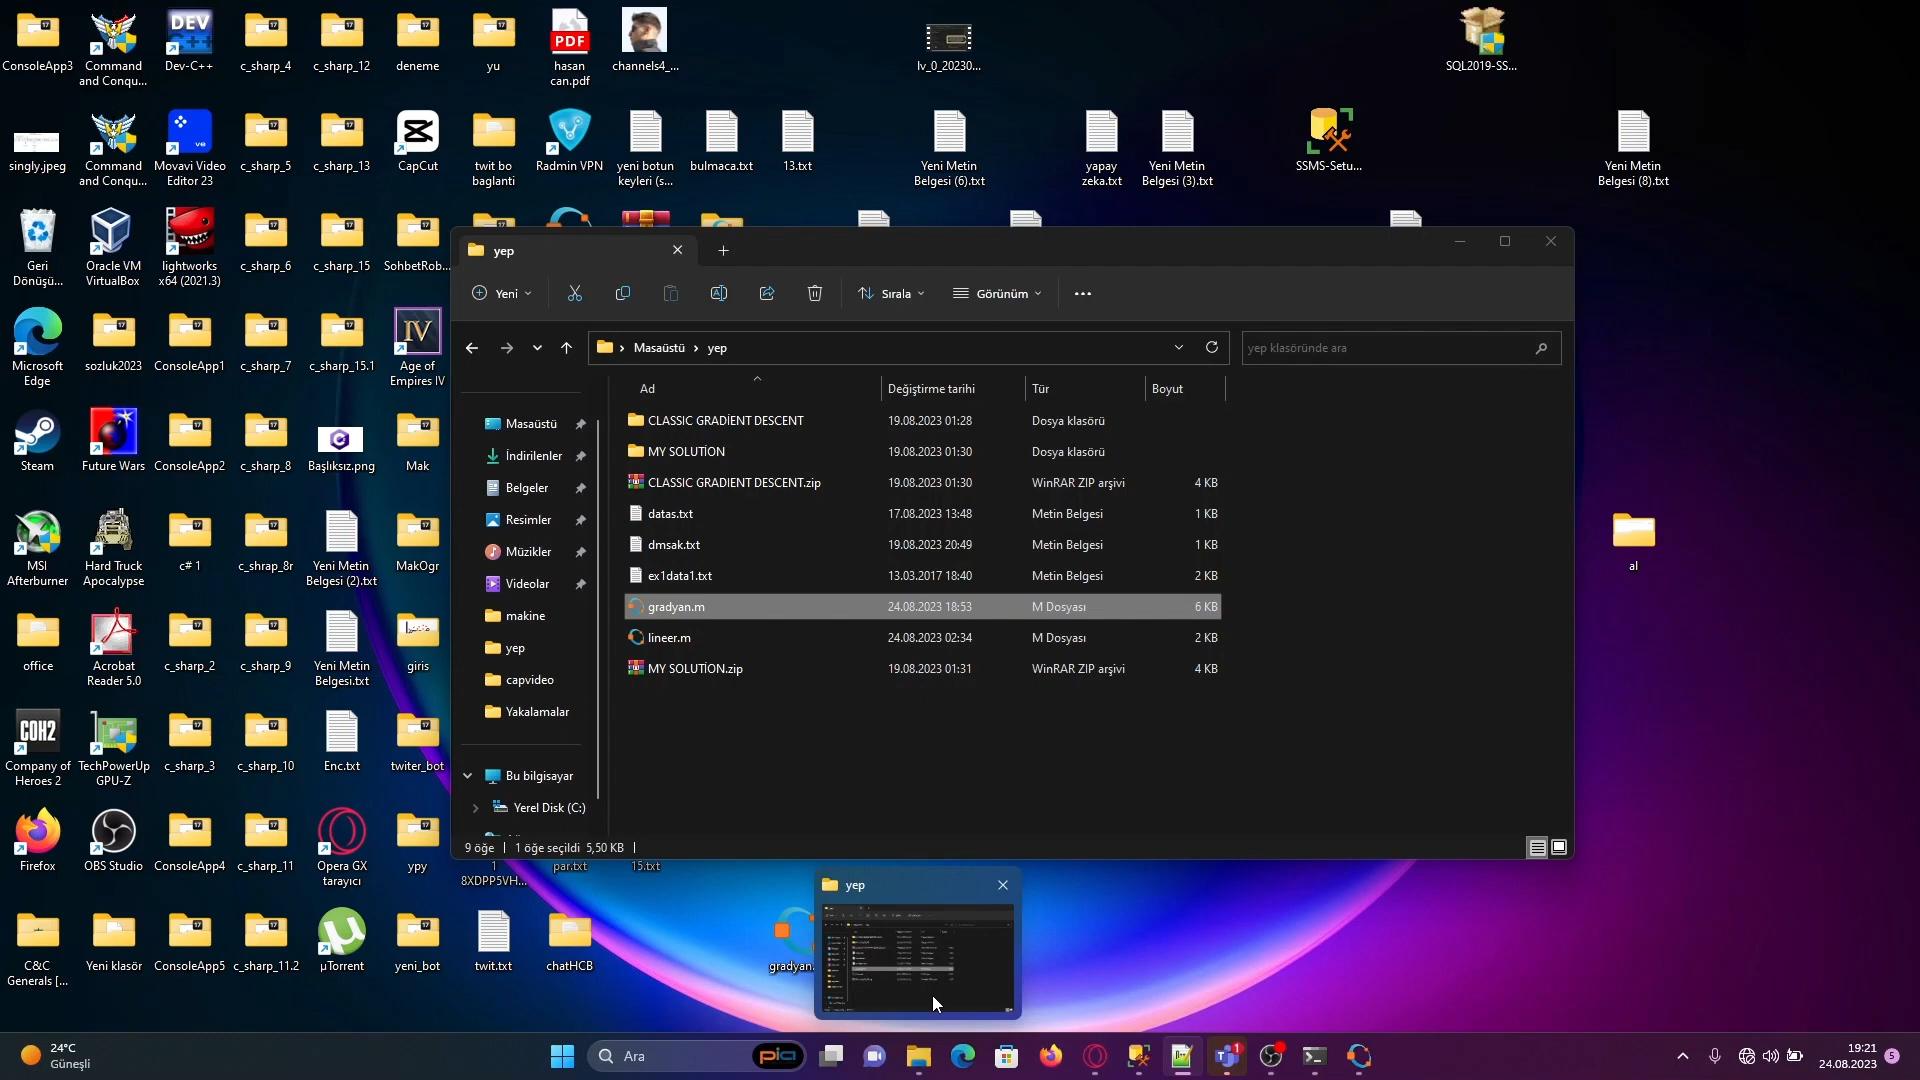 ConsoleApp3
Command
and Conqu...
Dev-C++
DEV
c_sharp_4
c_sharp_12
deneme
yu
PDF
hasan
can.pdf
channels4_...
lv_0_20230...
SQL2019-SS...
singly.jpeg
Command
and Conqu...
ve
Movavi Video
Editor 23
c_sharp_5
c_sharp_13
CapCut
twit bo
baglanti
Radmin VPN
yeni botun
keyleri (s...
bulmaca.txt
13.txt
Yeni Metin
Belgesi (6).txt
yapay
zeka.txt
Yeni Metin
Belgesi (3).txt
SSMS-Setu...
Yeni Metin
Belgesi (8).txt
Geri
Dönüşü...
Oracle VM
VirtualBox
lightworks
x64 (2021.3)
c_sharp_6
c_sharp_15
SohbetRob...
Microsoft
Edge
sozluk2023
ConsoleApp1
c_sharp_7
c_sharp_15.1
IV
Age of
Empires IV
Steam
Future Wars
ConsoleApp2
c_sharp_8
Başlıksız.png
Mak
MSI
Afterburner
Hard Truck
Apocalypse
c# 1
c_shrap_8r
Yeni Metin
Belgesi (2).txt
MakOgr
office
Acrobat
Reader 5.0
c_sharp_2
c_sharp_9
Yeni Metin
Belgesi.txt
giris
COH2
Company of
Heroes 2
TechPowerUp
GPU-Z
c_sharp_3
c_sharp_10
Enc.txt
twiter_bot
Firefox
OBS Studio
ConsoleApp4
c_sharp_11
Opera GX
tarayıcı
ypy
1
8XDPP5VH...
par.txt
15.txt
C&C
Generals [...
Yeni klasör
ConsoleApp5
c_sharp_11.2
µTorrent
yeni_bot
twit.txt
chatHCB
gradyan.
al
yep
Yeni
Sırala
Görünüm
Masaüstü
yep
yep klasöründe ara
Ad
Değiştirme tarihi
Tür
Boyut
Masaüstü
İndirilenler
Belgeler
Resimler
Müzikler
Videolar
makine
yep
capvideo
Yakalamalar
Bu bilgisayar
Yerel Disk (C:)
CLASSIC GRADİENT DESCENT 19.08.2023 01:28 Dosya klasörü
MY SOLUTİON 19.08.2023 01:30 Dosya klasörü
CLASSIC GRADIENT DESCENT.zip 19.08.2023 01:30 WinRAR ZIP arşivi 4 KB
datas.txt 17.08.2023 13:48 Metin Belgesi 1 KB
dmsak.txt 19.08.2023 20:49 Metin Belgesi 1 KB
ex1data1.txt 13.03.2017 18:40 Metin Belgesi 2 KB
gradyan.m 24.08.2023 18:53 M Dosyası 6 KB
lineer.m 24.08.2023 02:34 M Dosyası 2 KB
MY SOLUTİON.zip 19.08.2023 01:31 WinRAR ZIP arşivi 4 KB
9 öğe
1 öğe seçildi 5,50 KB
yep
24°C
Güneşli
Ara
pia
1
19:21
24.08.2023
5